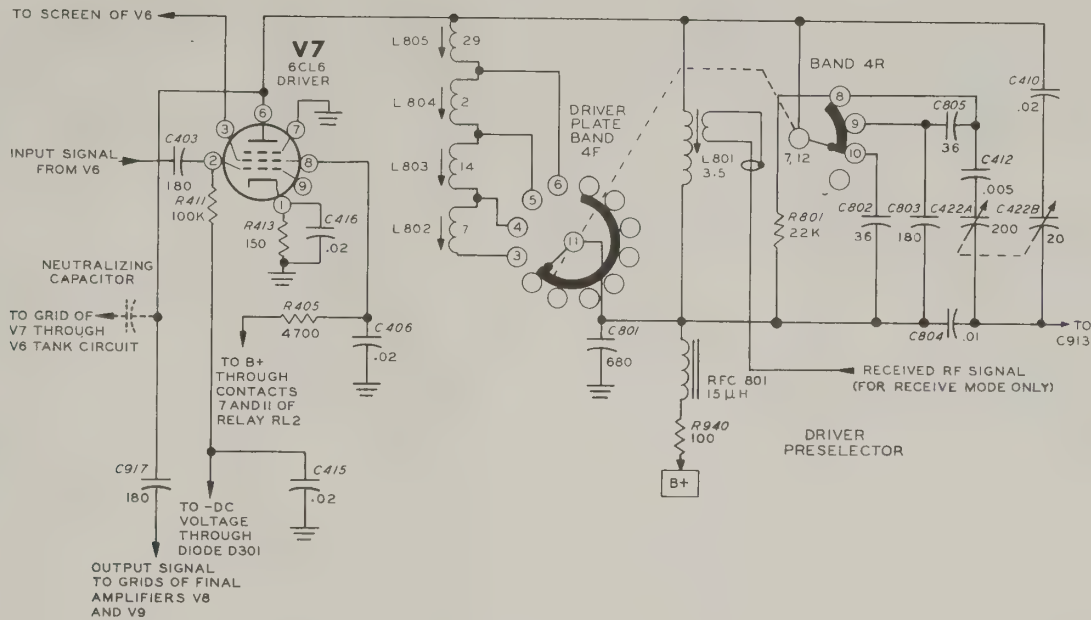 TO SCREEN OF V6
V7
6CL6
DRIVER
6
3
7
2
8
9
1
INPUT SIGNAL
FROM V6
C403
180
R411
100K
R413
150
C416
.02
NEUTRALIZING
CAPACITOR
TO GRID OF
V7 THROUGH
V6 TANK CIRCUIT
R405
4700
C406
.02
TO B+
THROUGH
CONTACTS
7 AND 11 OF
RELAY RL2
C917
180
C415
.02
TO -DC
VOLTAGE
THROUGH
DIODE D301
OUTPUT SIGNAL
TO GRIDS OF FINAL
AMPLIFIERS V8
AND V9
L805
29
L804
2
L803
14
L802
7
DRIVER
PLATE
BAND
4F
6
5
4
3
11
C801
680
L801
3.5
RFC 801
15μH
R940
100
B+
BAND 4R
7,12
8
9
10
R801
22K
C802
36
C803
180
C805
36
C412
.005
C422A
200
C422B
20
C410
.02
C804
.01
TO
C913
RECEIVED RF SIGNAL
(FOR RECEIVE MODE ONLY)
DRIVER
PRESELECTOR